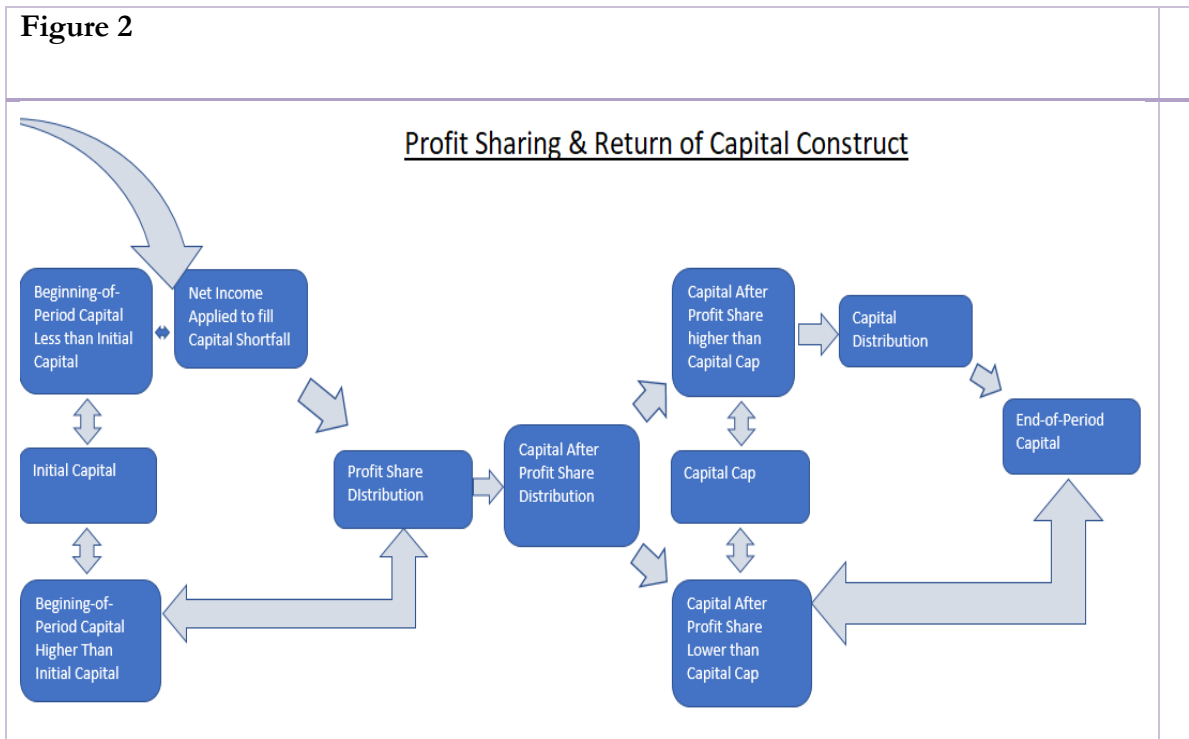 Figure 2
Profit Sharing & Return of Capital Construct
Beginning-of-
Period Capital
Less than Initial
Capital
Net Income
Applied to fill
Capital Shortfall
Initial Capital
Begining-of-
Period Capital
Higher Than
Initial Capital
Profit Share
DIstribution
Capital After
Profit Share
Distribution
Capital After
Profit Share
higher than
Capital Cap
Capital Cap
Capital After
Profit Share
Lower than
Capital Cap
Capital
Distribution
End-of-Period
Capital